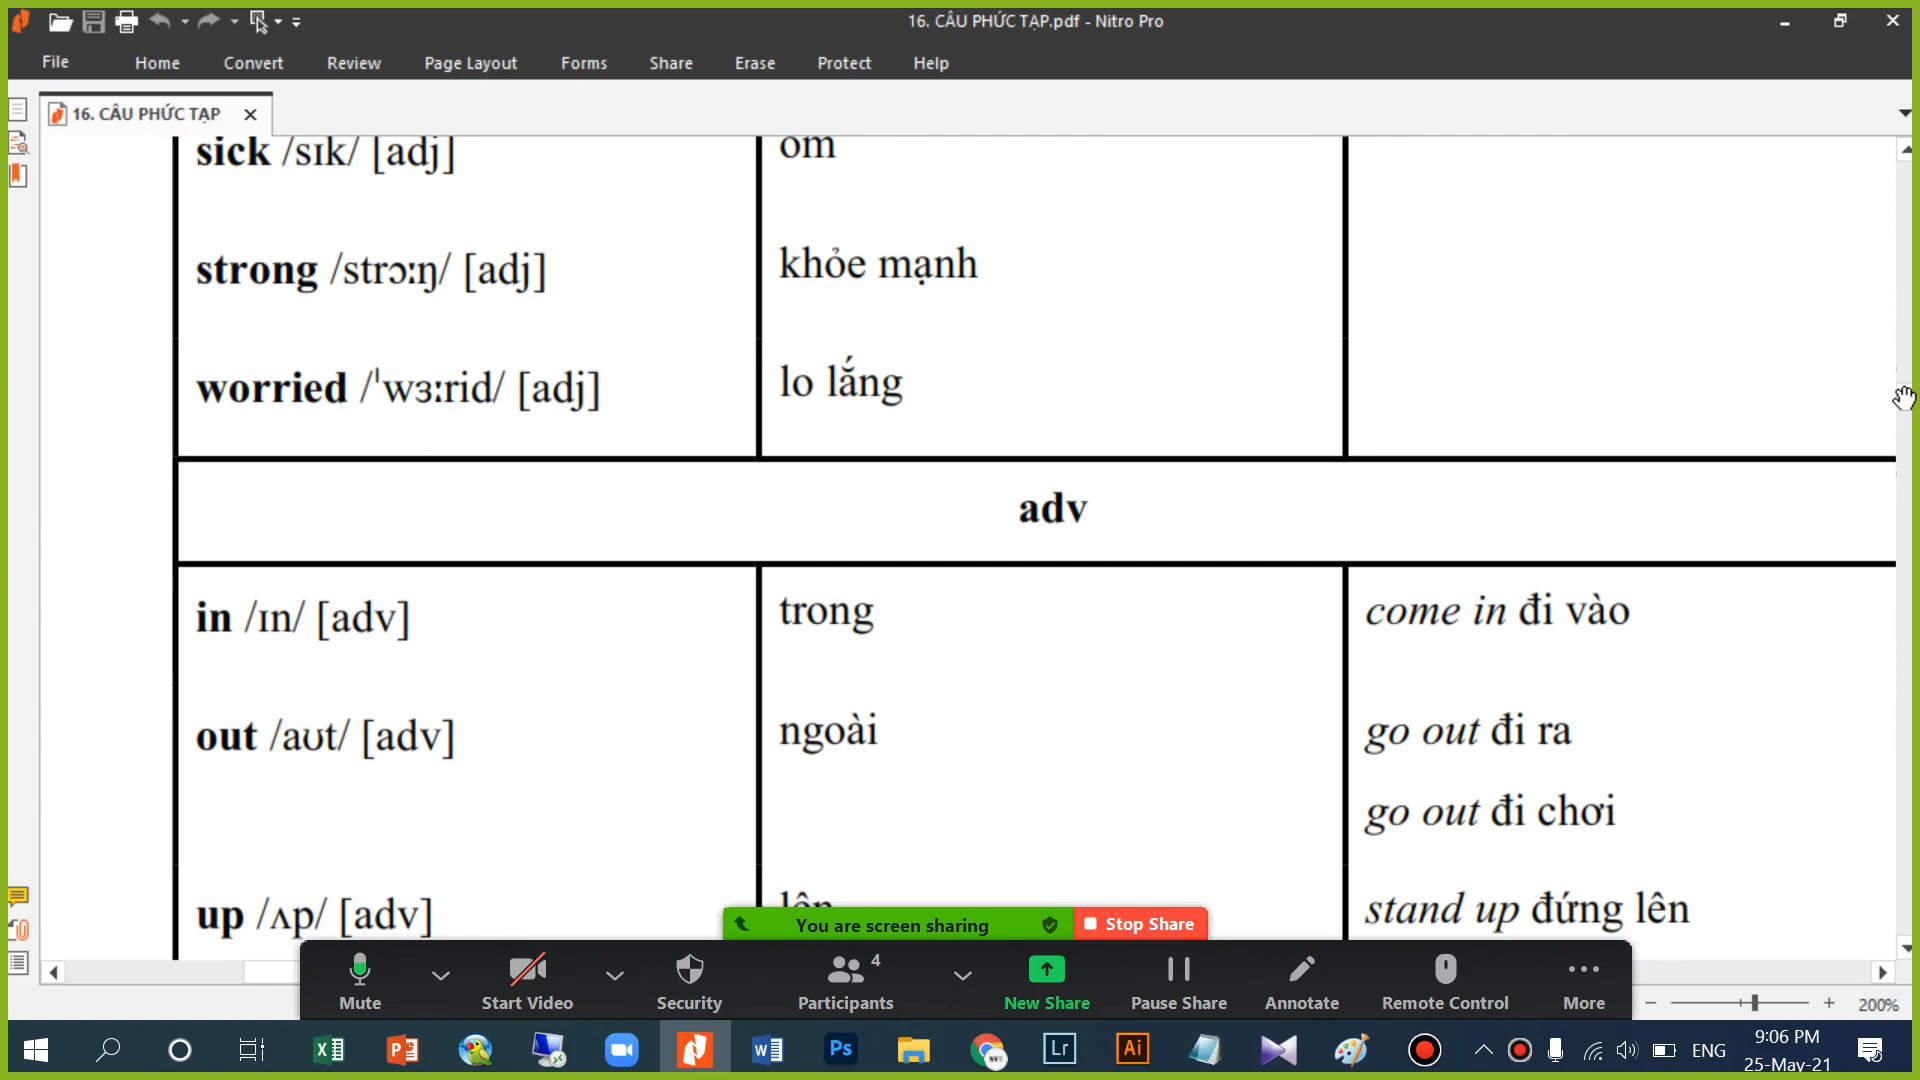 16. CÂU PHỨC TẠP.pdf - Nitro Pro
File Home Convert Review Page Layout Forms Share Erase Protect Help
16. CÂU PHỨC TẠP
sick /sɪk/ [adj] ốm
strong /strɔːŋ/ [adj] khỏe mạnh
worried /ˈwɜːrid/ [adj] lo lắng
adv
in /ɪn/ [adv] trong come in đi vào
out /aʊt/ [adv] ngoài go out đi ra
go out đi chơi
up /ʌp/ [adv] lên stand up đứng lên
You are screen sharing Stop Share
4
Mute Start Video Security Participants New Share Pause Share Annotate Remote Control More
200%
Ps Lr Ai
ENG 9:06 PM
25-May-21